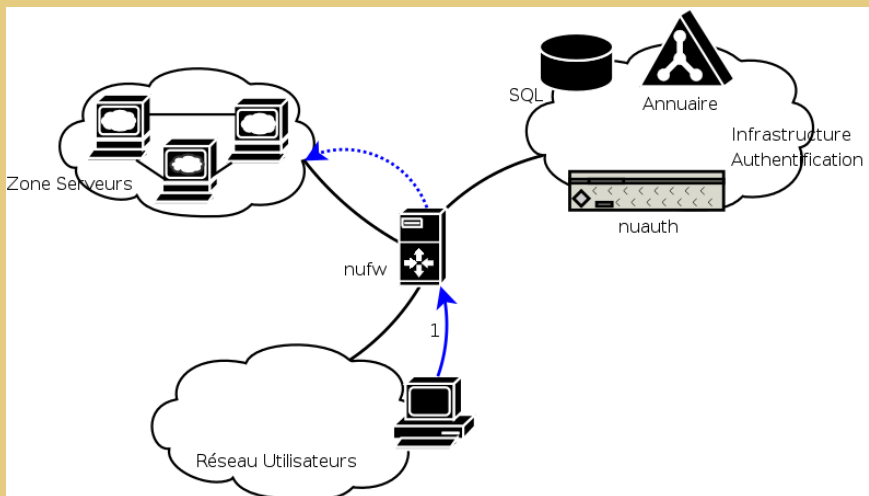 SQL
Annuaire
Infrastructure
Authentification
Zone Serveurs
nuauth
nufw
1
Réseau Utilisateurs